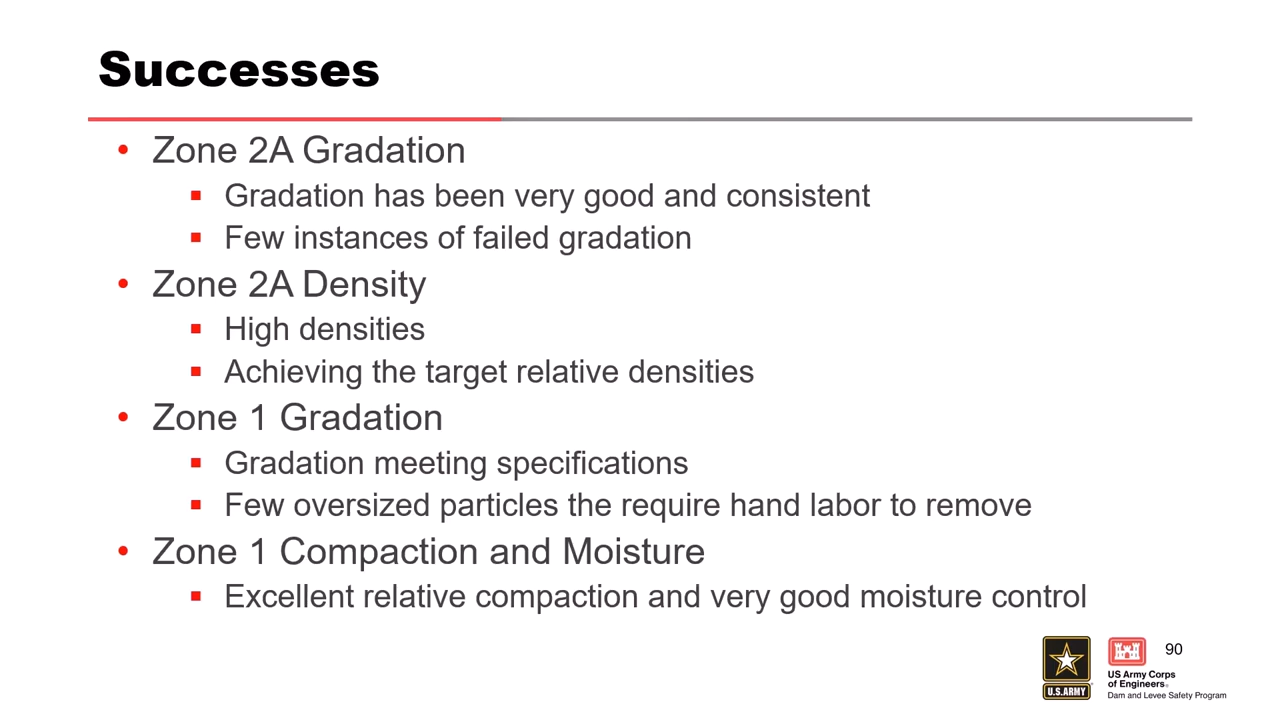 Successes
• Zone 2A Gradation
▪ Gradation has been very good and consistent
▪ Few instances of failed gradation
• Zone 2A Density
▪ High densities
▪ Achieving the target relative densities
• Zone 1 Gradation
▪ Gradation meeting specifications
▪ Few oversized particles the require hand labor to remove
• Zone 1 Compaction and Moisture
▪ Excellent relative compaction and very good moisture control
90
U.S.ARMY
US Army Corps
of Engineers®
Dam and Levee Safety Program